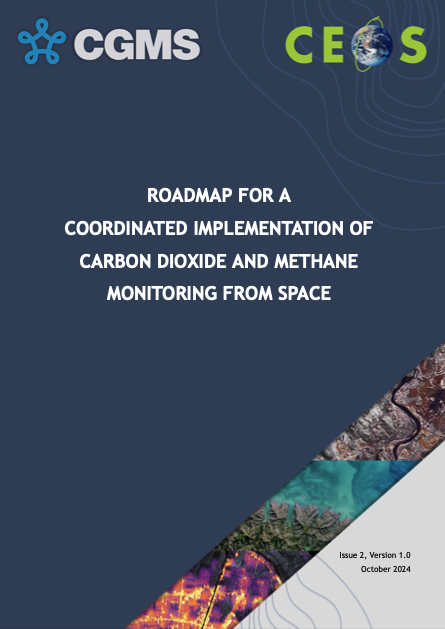 CGMS
CEOS
ROADMAP FOR A
COORDINATED IMPLEMENTATION OF
CARBON DIOXIDE AND METHANE
MONITORING FROM SPACE
Issue 2, Version 1.0
October 2024